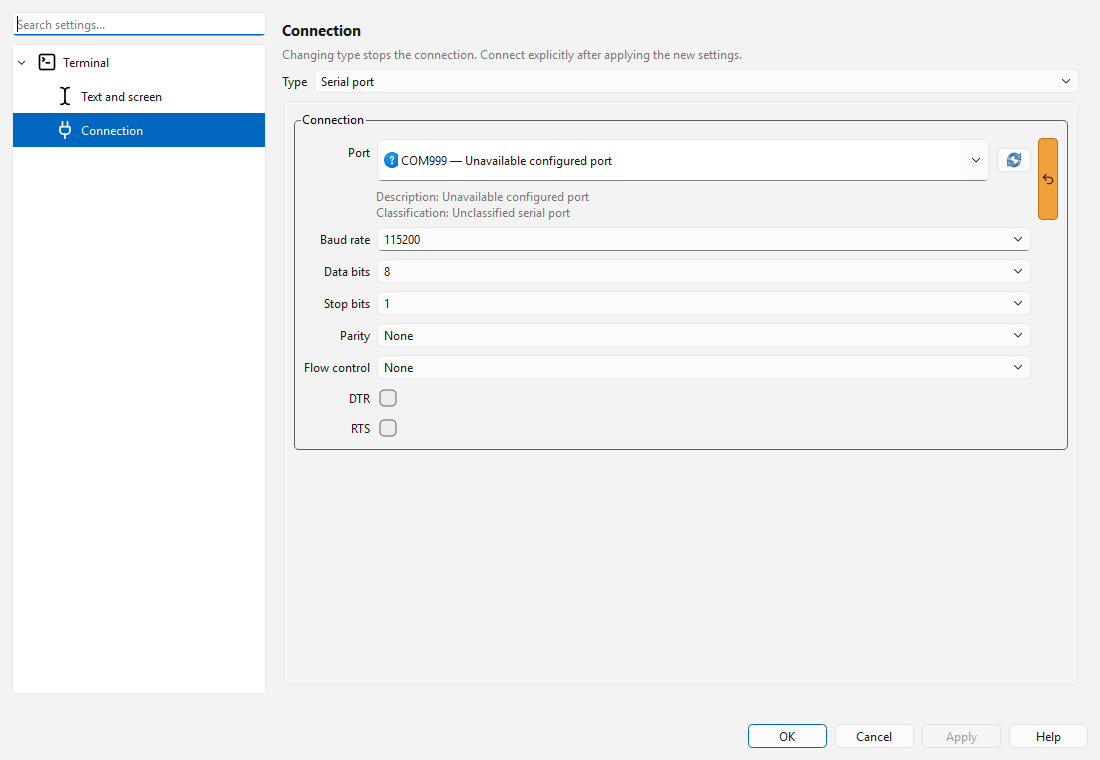 Search settings...
Terminal
Text and screen
Connection
Connection
Changing type stops the connection. Connect explicitly after applying the new settings.
Type Serial port
Connection
Port COM999 — Unavailable configured port
Description: Unavailable configured port
Classification: Unclassified serial port
Baud rate 115200
Data bits 8
Stop bits 1
Parity None
Flow control None
DTR
RTS
OK Cancel Apply Help